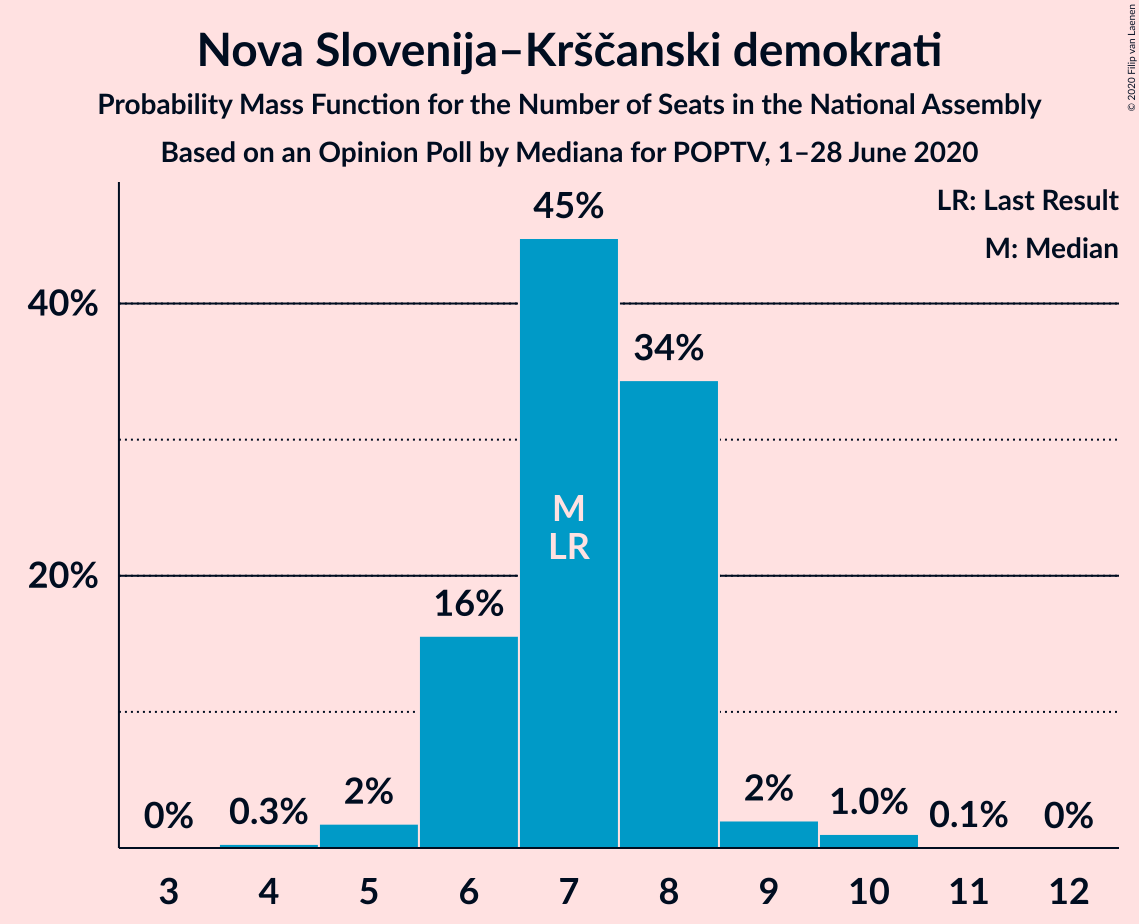 Nova Slovenija–Krščanski demokrati
Probability Mass Function for the Number of Seats in the National Assembly
Based on an Opinion Poll by Mediana for POPTV, 1–28 June 2020
© 2020 Filip van Laenen
LR: Last Result
M: Median
45%
40%
34%
M
LR
20%
16%
0%
0.3%
2%
2%
1.0%
0.1%
0%
3
4
5
6
7
8
9
10
11
12